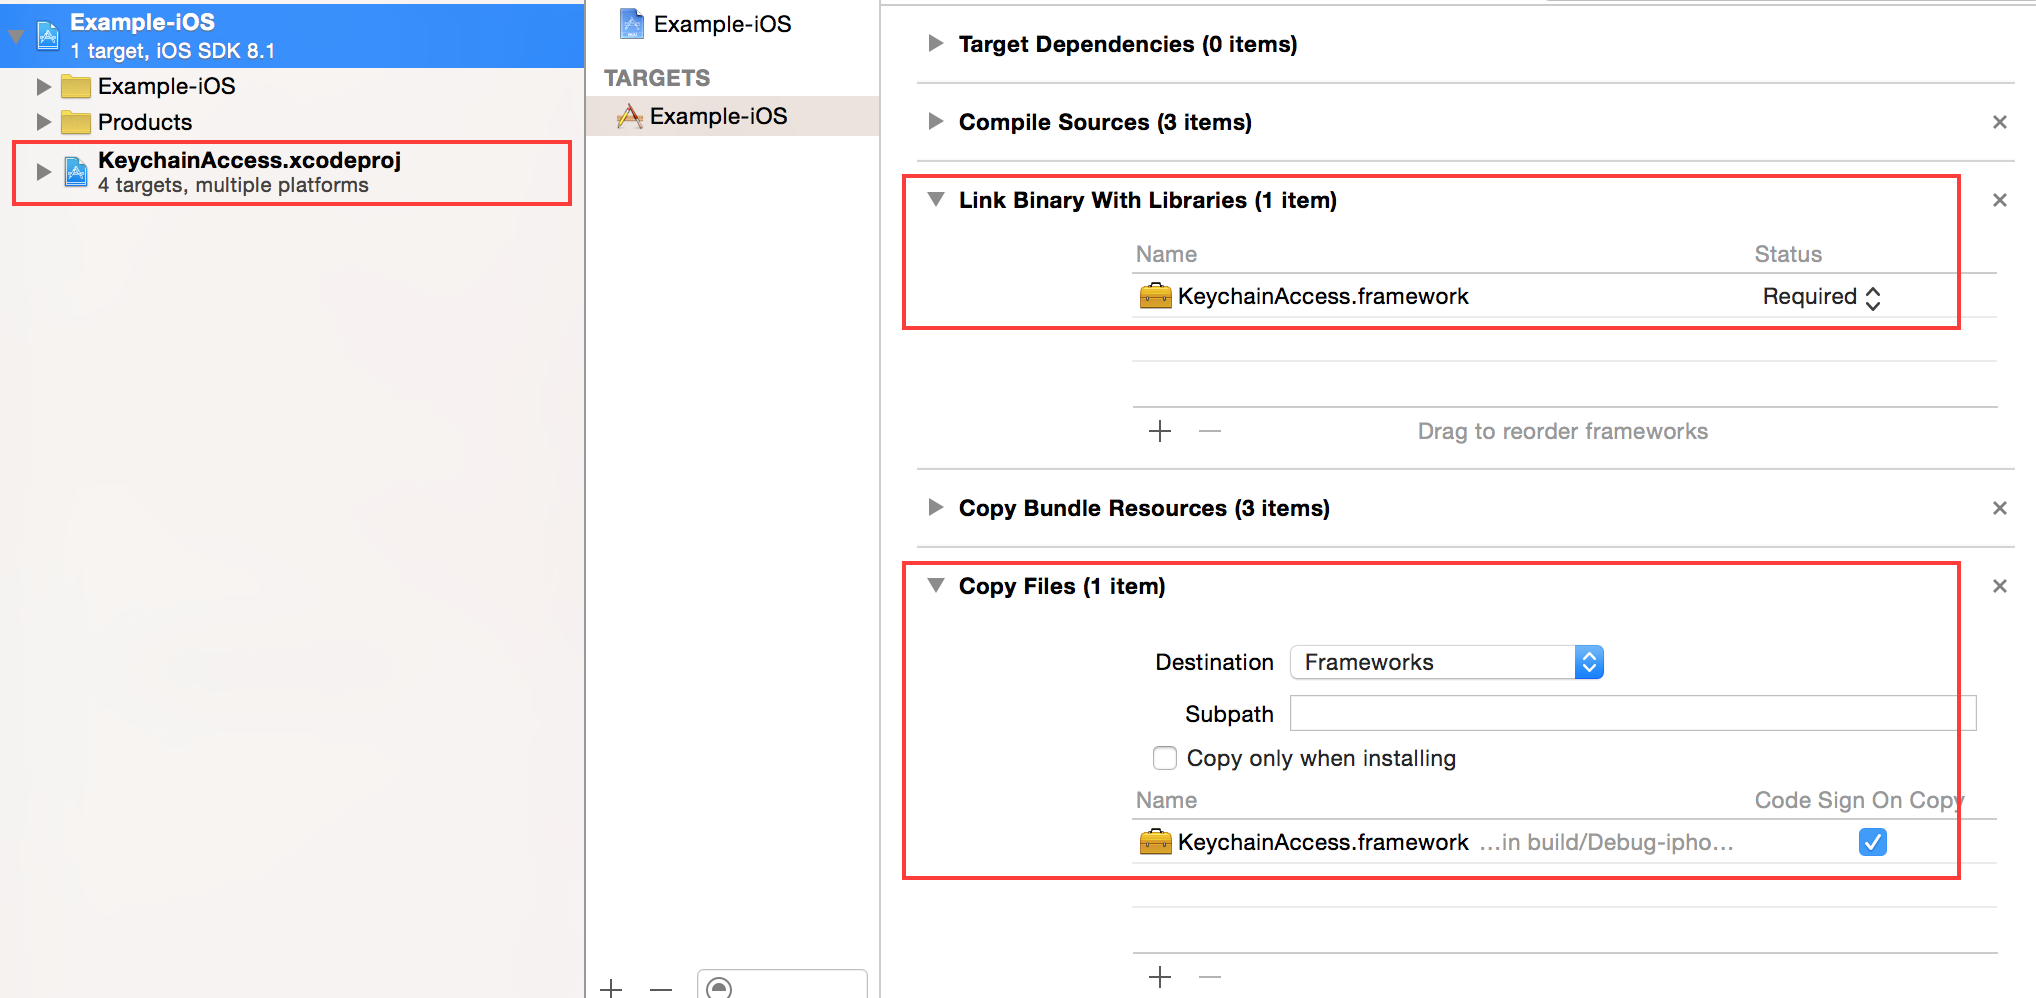 Example-iOS
1 target, iOS SDK 8.1
Example-iOS
Products
KeychainAccess.xcodeproj
4 targets, multiple platforms
Example-iOS
TARGETS
Example-iOS
Target Dependencies (0 items)
Compile Sources (3 items)
Link Binary With Libraries (1 item)
Name Status
KeychainAccess.framework Required
Drag to reorder frameworks
Copy Bundle Resources (3 items)
Copy Files (1 item)
Destination Frameworks
Subpath
Copy only when installing
Name Code Sign On Copy
KeychainAccess.framework ...in build/Debug-ipho...